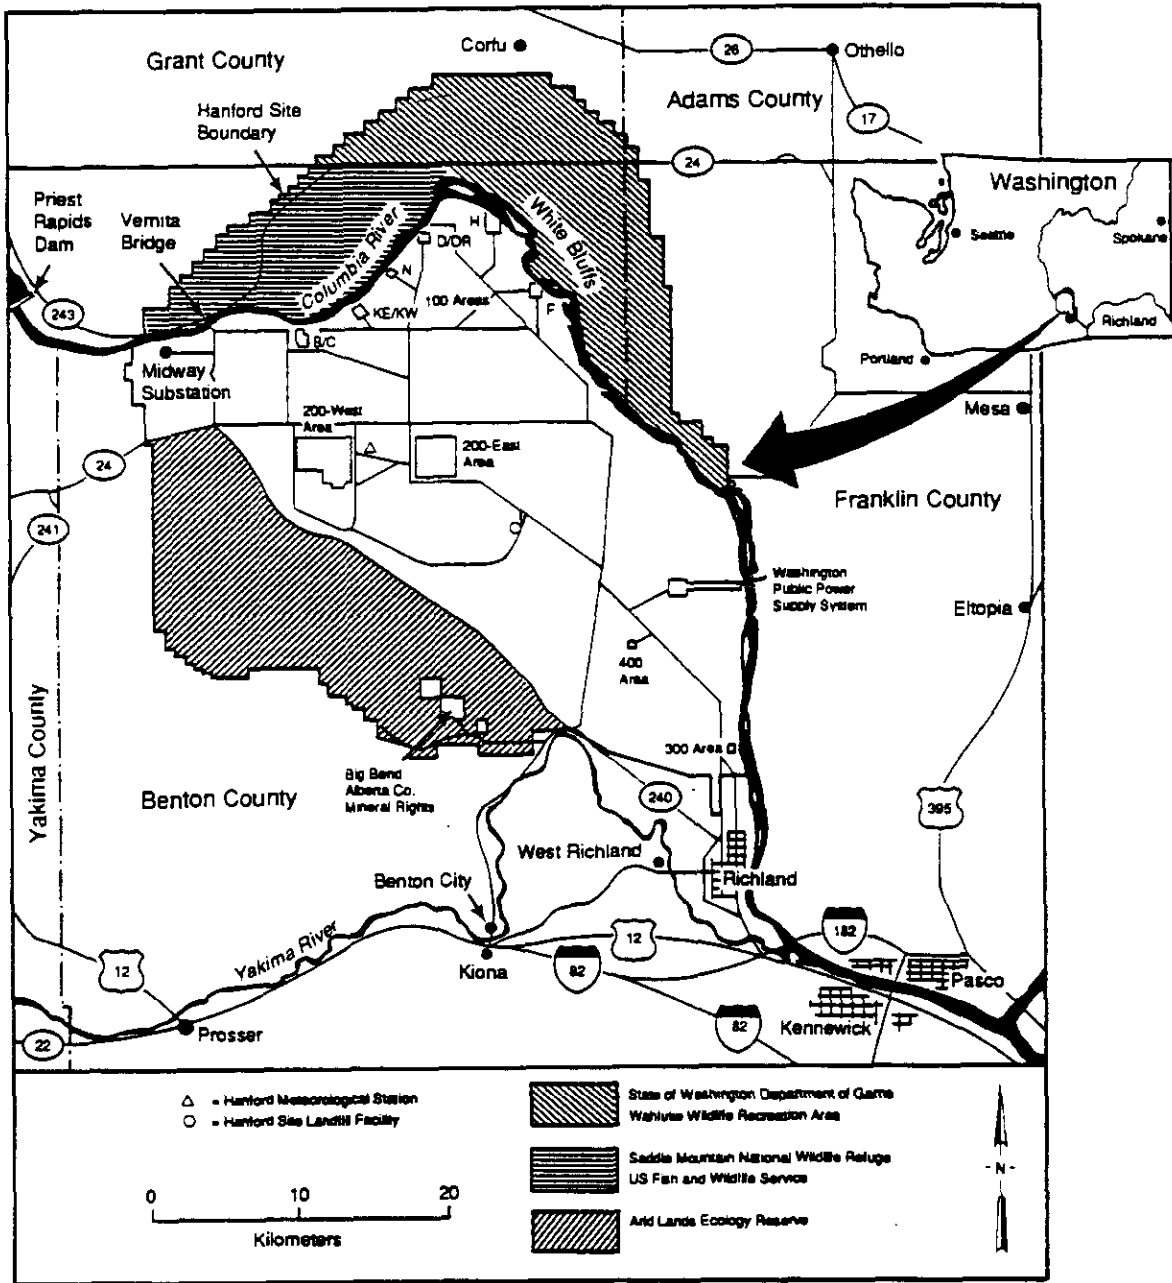 Grant County
Corfu
26
Othello
Adams County
17
Hanford Site
Boundary
24
Washington
Seattle
Spokane
Richland
Portland
Priest
Rapids
Dam
Vernita
Bridge
Columbia River
White Bluffs
H
D/DR
N
100 Areas
KE/KW
F
B/C
243
Midway
Substation
200-West
Area
200-East
Area
Mesa
24
241
Franklin County
Washington
Public Power
Supply System
Eltopia
400
Area
Yakima County
300 Area
Big Bend
Alberta Co.
Mineral Rights
Benton County
240
395
West Richland
Richland
Benton City
12
182
Yakima River
12
Kiona
82
Pasco
82
Kennewick
Prosser
22
= Hanford Meteorological Station
= Hanford Site Landfill Facility
State of Washington Department of Game
Wahluke Wildlife Recreation Area
Saddle Mountain National Wildlife Refuge
US Fish and Wildlife Service
Arid Lands Ecology Reserve
0 10 20
Kilometers
-N-